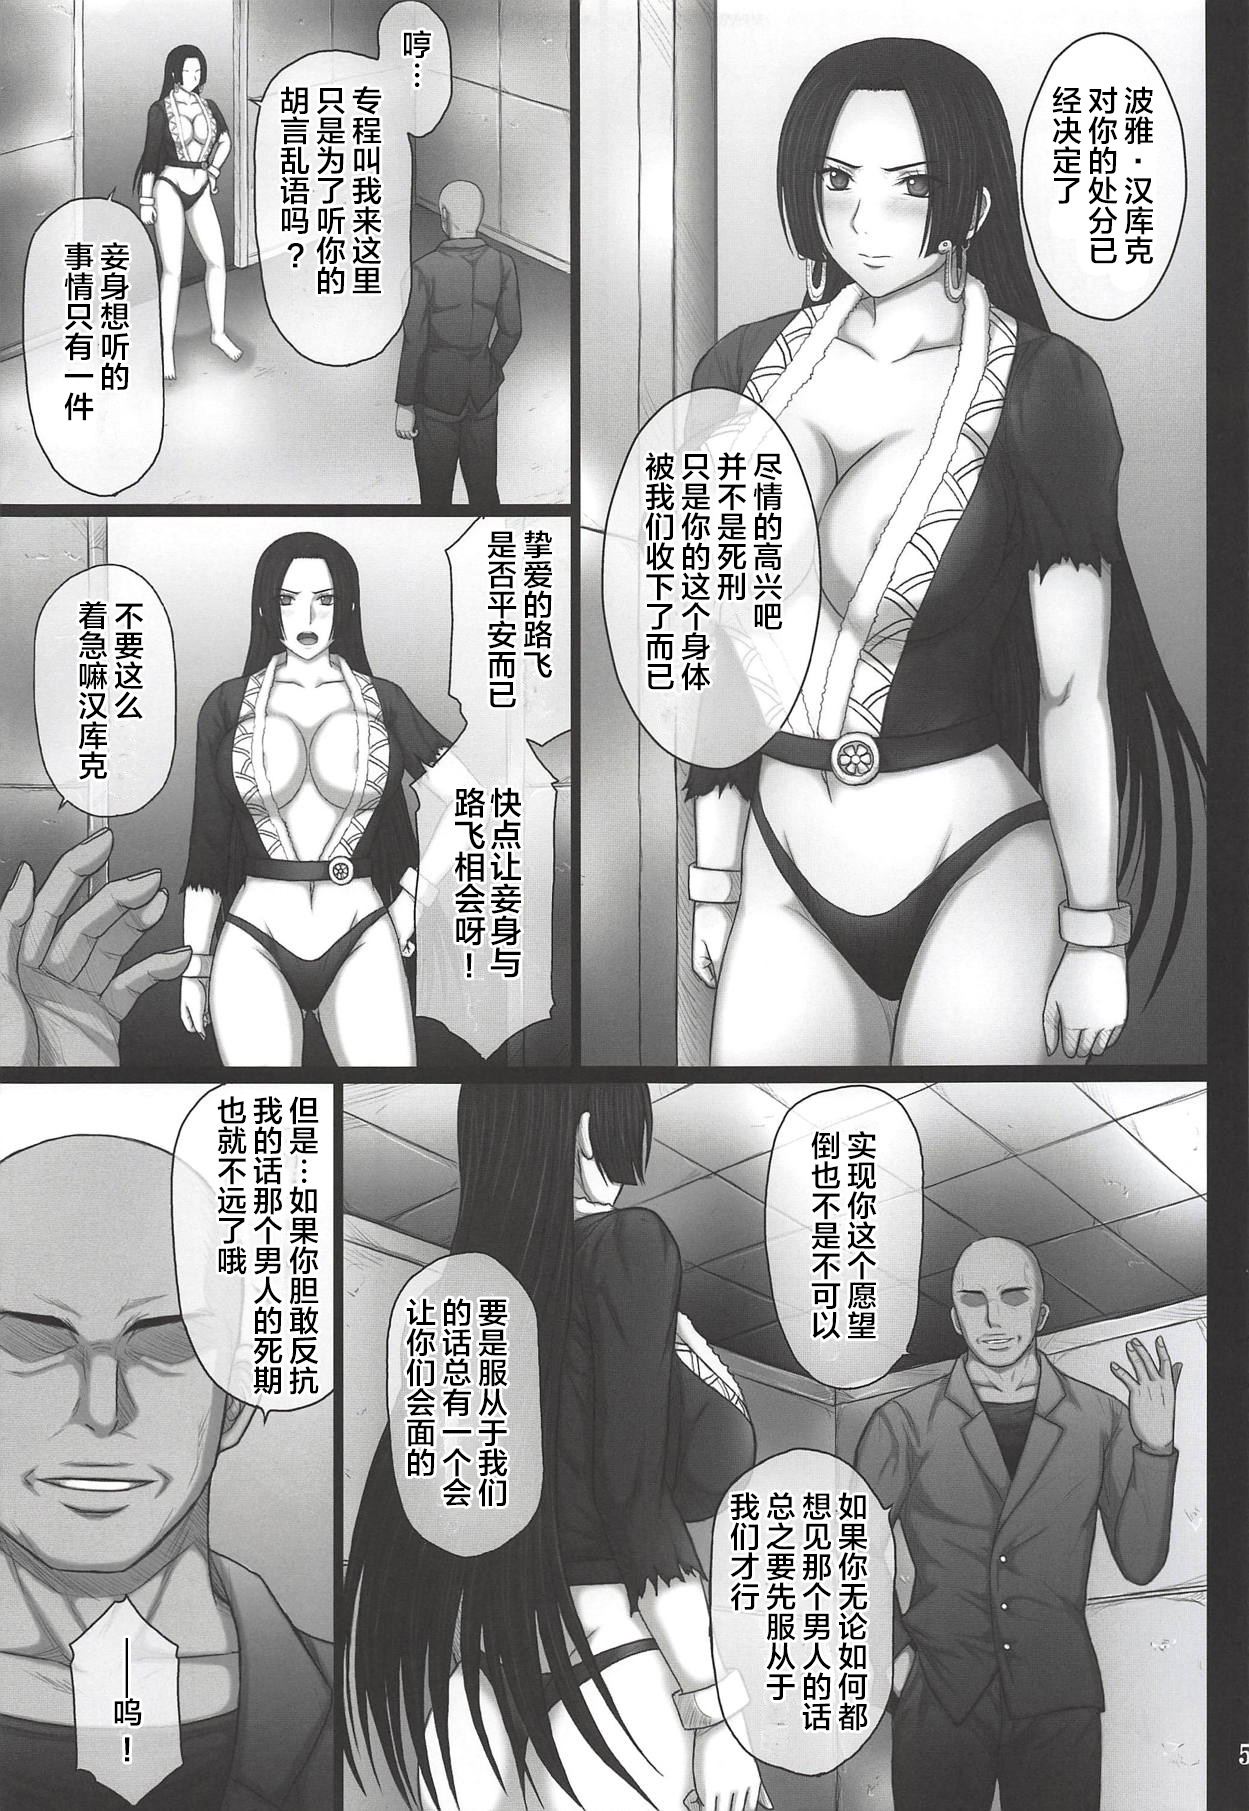 波雅·汉库克
对你的处分已
经决定了
尽情的高兴吧
并不是死刑
只是你的这个身体
被我们收下了而已
哼…
专程叫我来这里
只是为了听你的
胡言乱语吗？
妾身想听的
事情只有一件
挚爱的路飞
是否平安而已
快点让妾身与
路飞相会呀！
不要这么
着急嘛汉库克
实现你这个愿望
倒也不是不可以
如果你无论如何都
想见那个男人的话
总之要先服从于
我们才行
要是服从于我们
的话总有一个会
让你们会面的
但是…如果你胆敢反抗
我的话那个男人的死期
也就不远了哦
——呜！
5